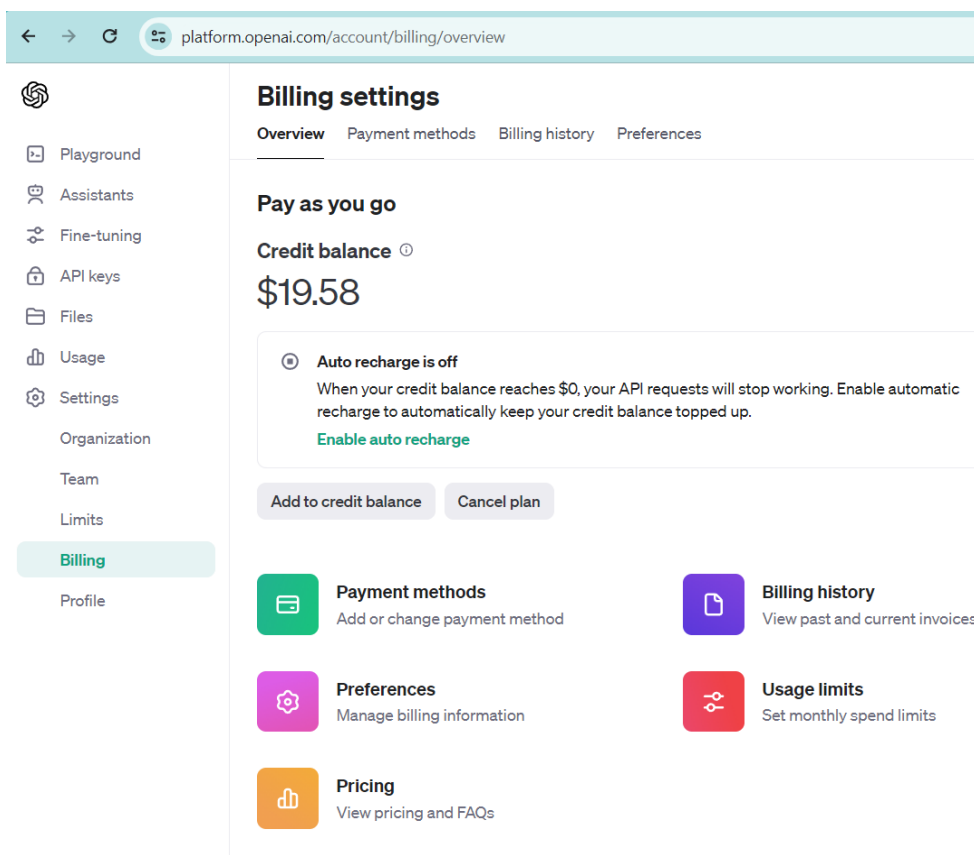 platform.openai.com/account/billing/overview
Billing settings
Overview Payment methods Billing history Preferences
Playground
Assistants
Fine-tuning
API keys
Files
Usage
Settings
Organization
Team
Limits
Billing
Profile
Pay as you go
Credit balance
$19.58
Auto recharge is off
When your credit balance reaches $0, your API requests will stop working. Enable automatic
recharge to automatically keep your credit balance topped up.
Enable auto recharge
Add to credit balance Cancel plan
Payment methods
Add or change payment method
Billing history
View past and current invoices
Preferences
Manage billing information
Usage limits
Set monthly spend limits
Pricing
View pricing and FAQs